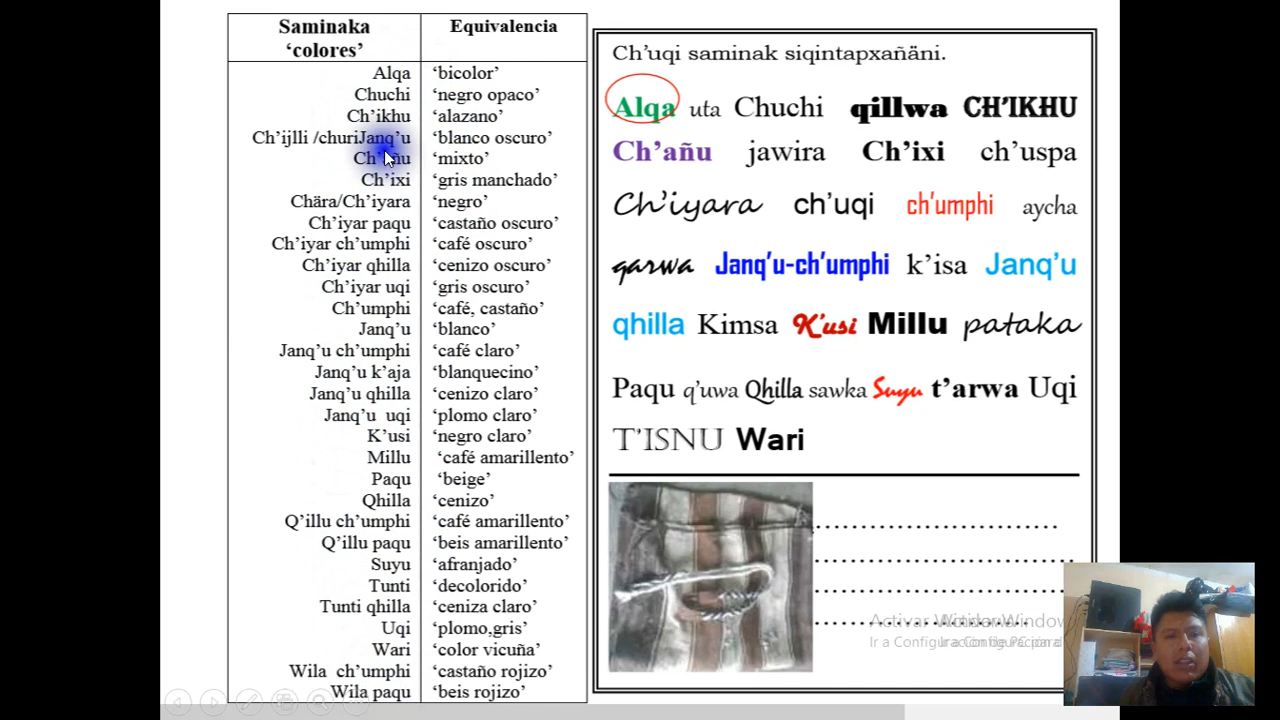 Saminaka Equivalencia
‘colores’
Alqa ‘bicolor’
Chuchi ‘negro opaco’
Ch’ikhu ‘alazano’
Ch’ijlli /churiJanq’u ‘blanco oscuro’
Ch’añu ‘mixto’
Ch’ixi ‘gris manchado’
Chära/Ch’iyara ‘negro’
Ch’iyar paqu ‘castaño oscuro’
Ch’iyar ch’umphi ‘café oscuro’
Ch’iyar qhilla ‘cenizo oscuro’
Ch’iyar uqi ‘gris oscuro’
Ch’umphi ‘café, castaño’
Janq’u ‘blanco’
Janq’u ch’umphi ‘café claro’
Janq’u k’aja ‘blanquecino’
Janq’u qhilla ‘cenizo claro’
Janq’u uqi ‘plomo claro’
K’usi ‘negro claro’
Millu ‘café amarillento’
Paqu ‘beige’
Qhilla ‘cenizo’
Q’illu ch’umphi ‘café amarillento’
Q’illu paqu ‘beis amarillento’
Suyu ‘afranjado’
Tunti ‘decolorido’
Tunti qhilla ‘ceniza claro’
Uqi ‘plomo,gris’
Wari ‘color vicuña’
Wila ch’umphi ‘castaño rojizo’
Wila paqu ‘beis rojizo’
Ch’uqi saminak siqintapxañäni.
Alqa uta Chuchi qillwa CH’IKHU
Ch’añu jawira Ch’ixi ch’uspa
Ch’iyara ch’uqi ch’umphi aycha
qarwa Janq’u-ch’umphi k’isa Janq’u
qhilla Kimsa K’usi Millu pataka
Paqu q’uwa Qhilla sawka Suyu t’arwa Uqi
T’ISNU Wari